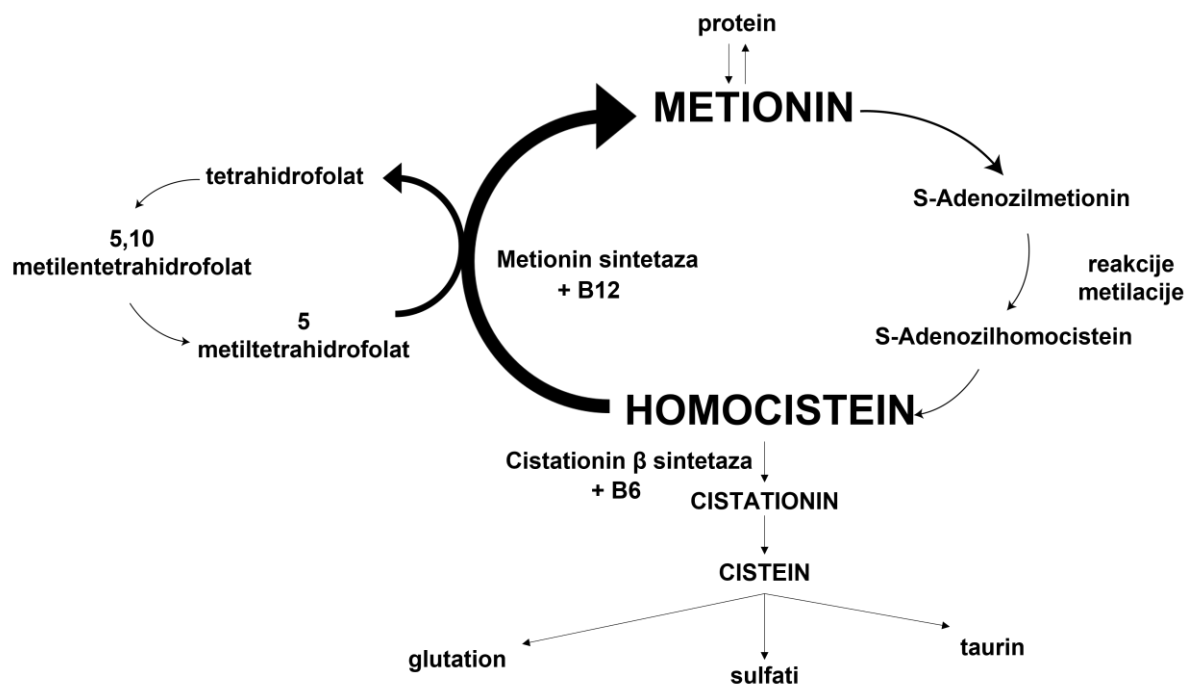 protein
METIONIN
tetrahidrofolat
S-Adenozilmetionin
5,10
metilentetrahidrofolat
Metionin sintetaza
+ B12
reakcije
metilacije
5
metiltetrahidrofolat
S-Adenozilhomocistein
HOMOCISTEIN
Cistationin β sintetaza
+ B6
CISTATIONIN
CISTEIN
glutation
sulfati
taurin